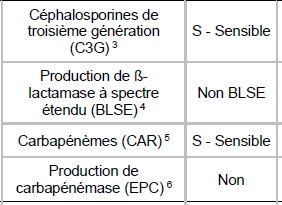 Céphalosporines de
troisième génération
(C3G) ³
S - Sensible
Production de ß-
lactamase à spectre
étendu (BLSE) ⁴
Non BLSE
Carbapénèmes (CAR) ⁵
S - Sensible
Production de
carbapénémase (EPC) ⁶
Non